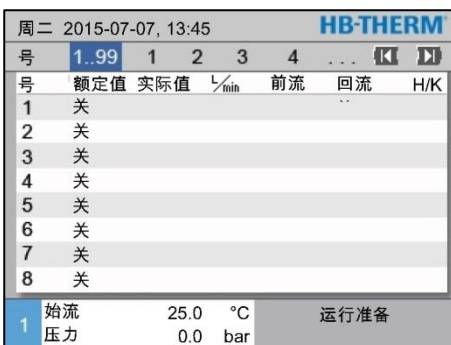 周二 2015-07-07, 13:45 HB-THERM
号 1..99 1 2 3 4 ...
号 额定值 实际值 L/min 前流 回流 H/K
1 关
2 关
3 关
4 关
5 关
6 关
7 关
8 关
1 始流 25.0 °C 运行准备
压力 0.0 bar